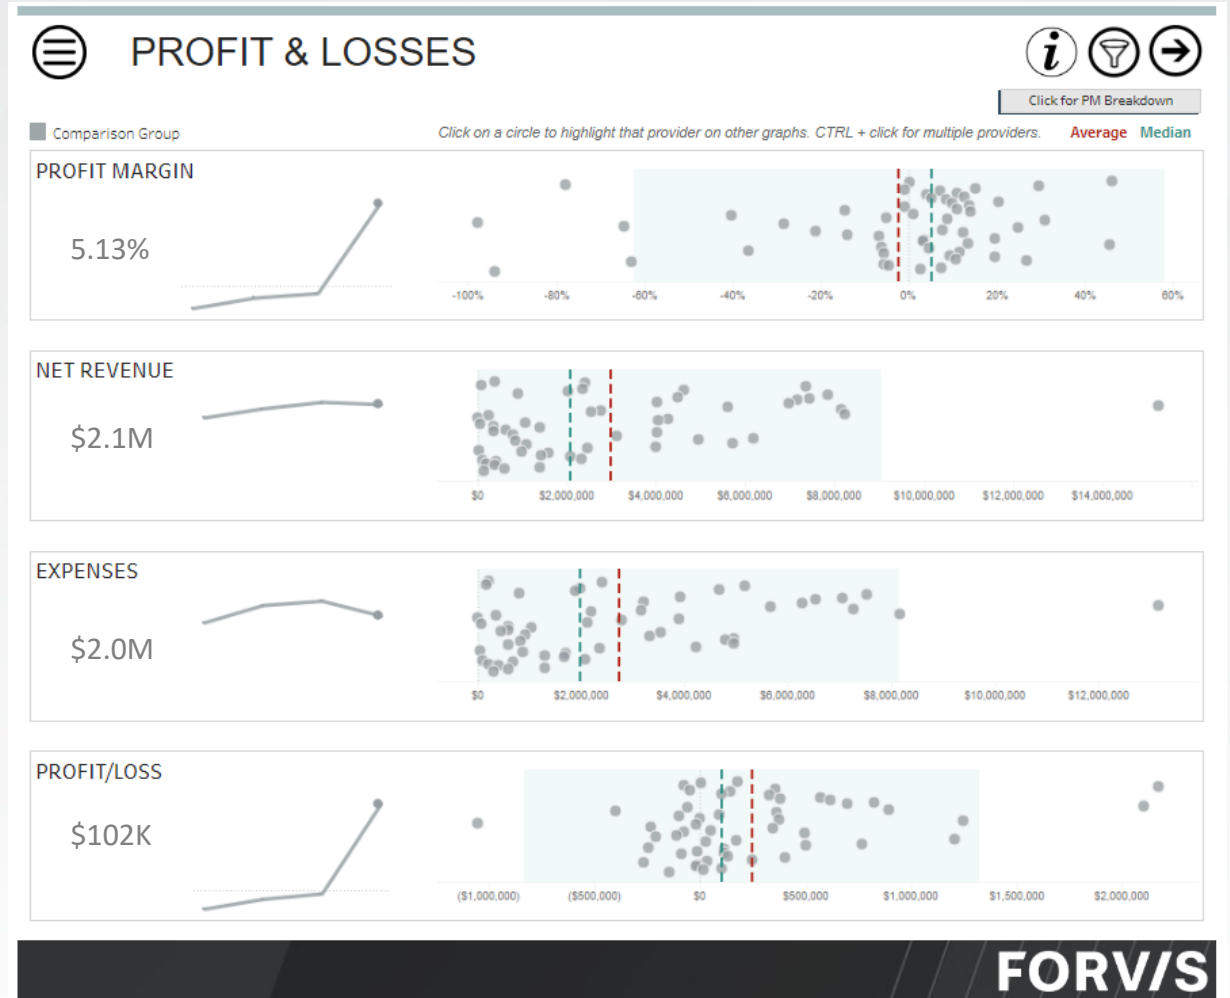 PROFIT & LOSSES
i
Click for PM Breakdown
Comparison Group
Click on a circle to highlight that provider on other graphs. CTRL + click for multiple providers.
Average Median
PROFIT MARGIN
5.13%
-100% -80% -60% -40% -20% 0% 20% 40% 60%
NET REVENUE
$2.1M
$0 $2,000,000 $4,000,000 $6,000,000 $8,000,000 $10,000,000 $12,000,000 $14,000,000
EXPENSES
$2.0M
$0 $2,000,000 $4,000,000 $6,000,000 $8,000,000 $10,000,000 $12,000,000
PROFIT/LOSS
$102K
($1,000,000) ($500,000) $0 $500,000 $1,000,000 $1,500,000 $2,000,000
FORVIS